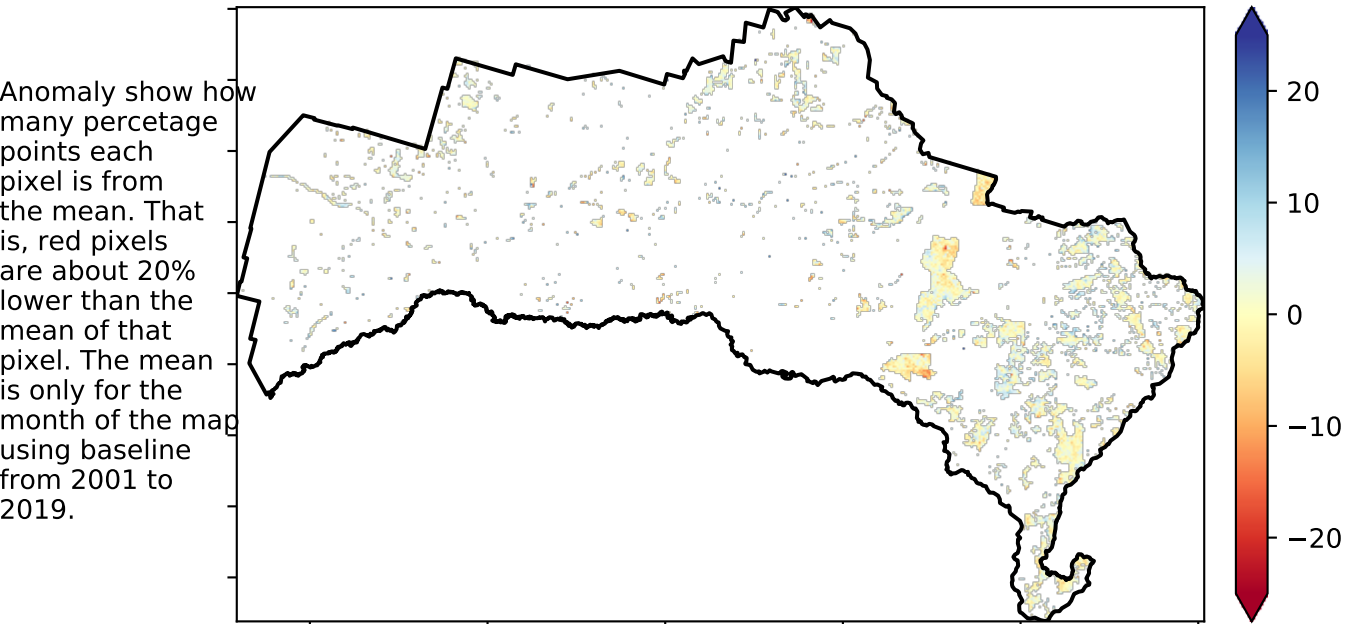 Anomaly show how
many percetage
points each
pixel is from
the mean. That
is, red pixels
are about 20%
lower than the
mean of that
pixel. The mean
is only for the
month of the map
using baseline
from 2001 to
2019.
20
10
0
−10
−20